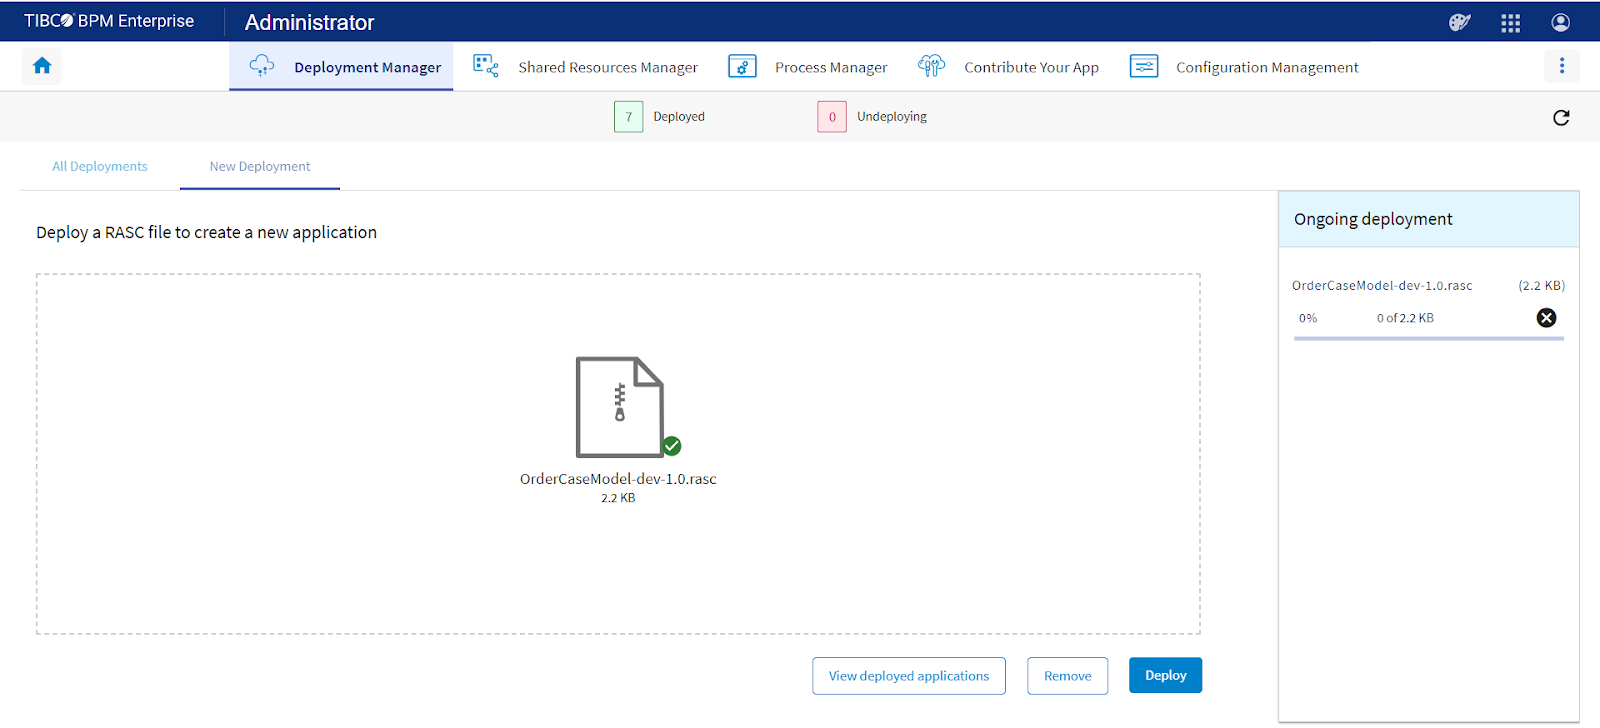 TIBCO BPM Enterprise
Administrator
Deployment Manager
Shared Resources Manager
Process Manager
Contribute Your App
Configuration Management
7 Deployed
0 Undeploying
All Deployments
New Deployment
Deploy a RASC file to create a new application
OrderCaseModel-dev-1.0.rasc
2.2 KB
View deployed applications
Remove
Deploy
Ongoing deployment
OrderCaseModel-dev-1.0.rasc (2.2 KB)
0% 0 of 2.2 KB